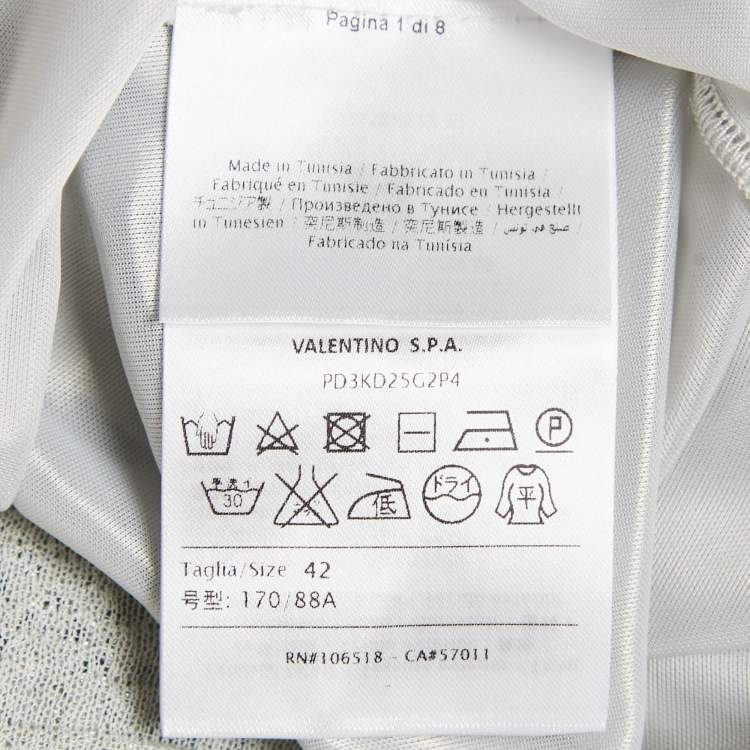 Pagina 1 di 8
Made in Tunisia / Fabbricato in Tunisia /
Fabriqué en Tunisie / Fabricado en Tunisia /
チュニジア製 / Произведено в Тунисе / Hergestellt
in Tunesien / 突尼斯制造 / 突尼斯製造 / صنع في تونس /
Fabricado na Tunísia
VALENTINO S.P.A.
PD3KD25G2P4
P
手洗イ 30 低 ドライ 平
Taglia/Size 42
号型: 170/88A
RN#106518 - CA#57011